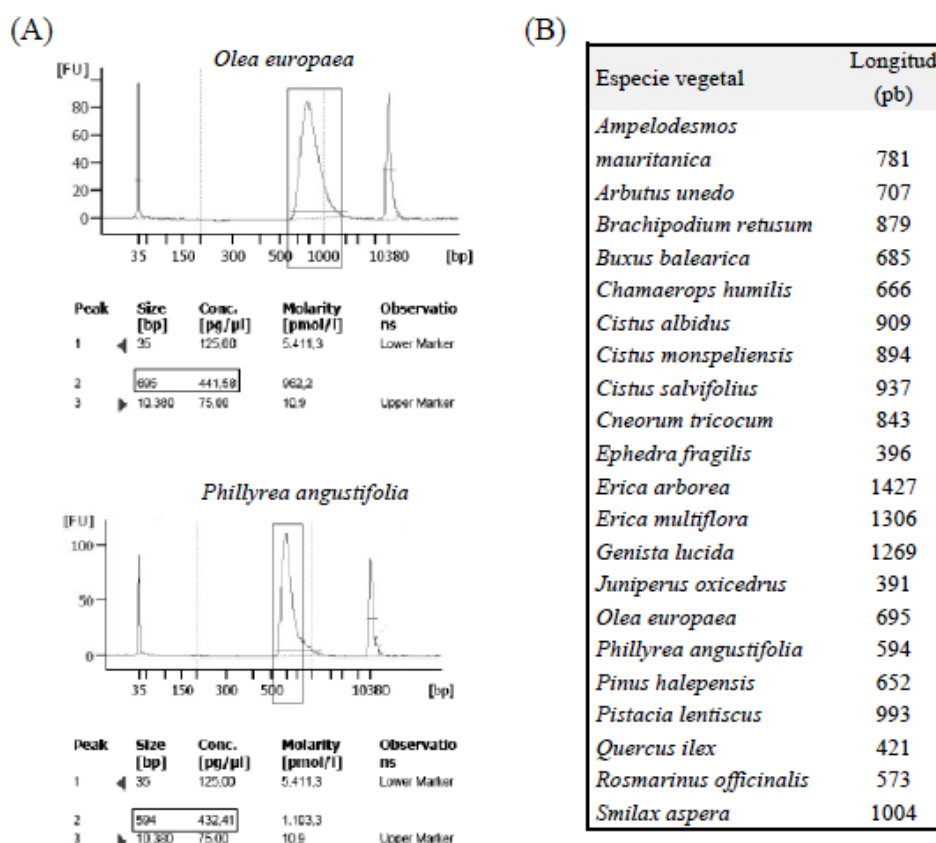 (A)
Olea europaea
[FU]
80
60
40
20
0
35 150 300 500 1000 10380 [bp]
Peak Size [bp] Conc. [pg/µl] Molarity [pmol/l] Observatio ns
1 35 125,00 5.411,3 Lower Marker
2 695 441,58 962,2
3 10.380 75,00 10,9 Upper Marker
Phillyrea angustifolia
[FU]
100
50
0
35 150 300 500 10380 [bp]
Peak Size [bp] Conc. [pg/µl] Molarity [pmol/l] Observatio ns
1 35 125,00 5.411,3 Lower Marker
2 594 432,41 1.103,3
3 10.380 75,00 10,9 Upper Marker
(B)
Especie vegetal Longitud (pb)
Ampelodesmos
mauritanica 781
Arbutus unedo 707
Brachipodium retusum 879
Buxus balearica 685
Chamaerops humilis 666
Cistus albidus 909
Cistus monspeliensis 894
Cistus salvifolius 937
Cneorum tricocum 843
Ephedra fragilis 396
Erica arborea 1427
Erica multiflora 1306
Genista lucida 1269
Juniperus oxicedrus 391
Olea europaea 695
Phillyrea angustifolia 594
Pinus halepensis 652
Pistacia lentiscus 993
Quercus ilex 421
Rosmarinus officinalis 573
Smilax aspera 1004